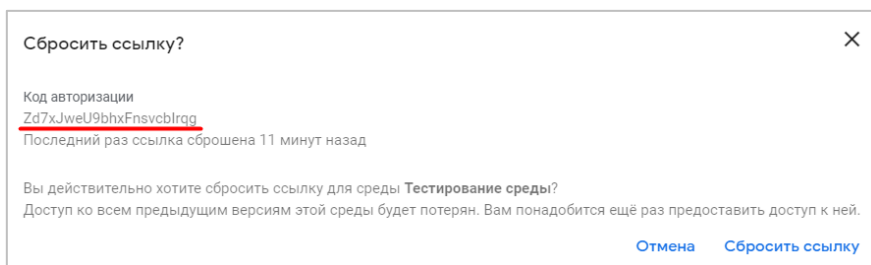 Сбросить ссылку?
Код авторизации
Zd7xJweU9bhxFnsvcbIrqg
Последний раз ссылка сброшена 11 минут назад
Вы действительно хотите сбросить ссылку для среды Тестирование среды?
Доступ ко всем предыдущим версиям этой среды будет потерян. Вам понадобится ещё раз предоставить доступ к ней.
Отмена Сбросить ссылку